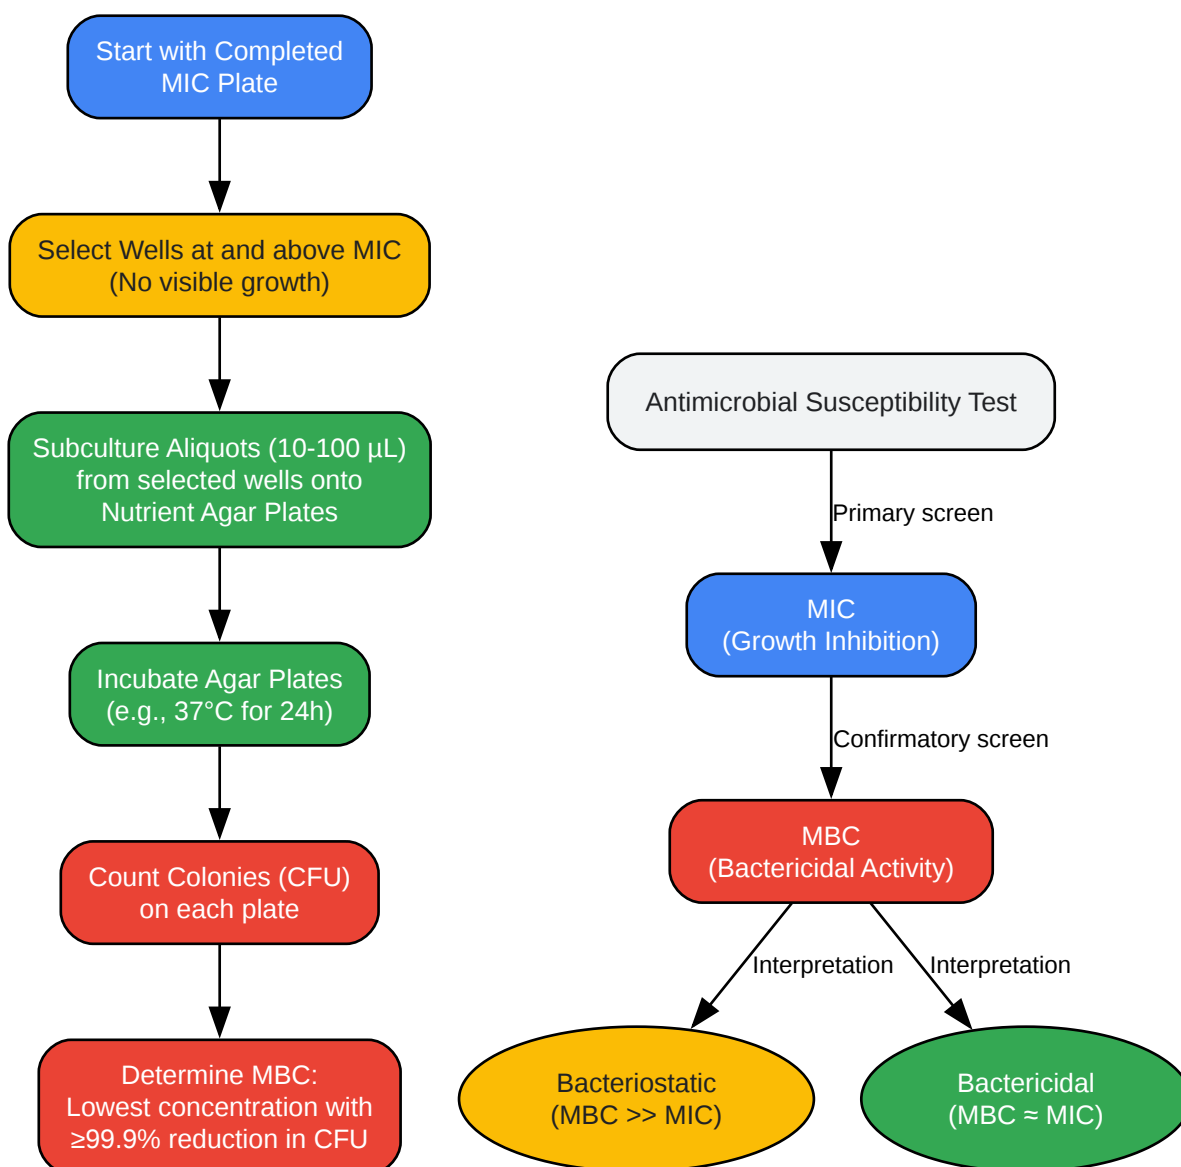 Start with Completed
MIC Plate
Select Wells at and above MIC
(No visible growth)
Subculture Aliquots (10-100 µL)
from selected wells onto
Nutrient Agar Plates
Incubate Agar Plates
(e.g., 37°C for 24h)
Count Colonies (CFU)
on each plate
Determine MBC:
Lowest concentration with
≥99.9% reduction in CFU
Antimicrobial Susceptibility Test
Primary screen
MIC
(Growth Inhibition)
Confirmatory screen
MBC
(Bactericidal Activity)
Interpretation
Interpretation
Bacteriostatic
(MBC >> MIC)
Bactericidal
(MBC ≈ MIC)